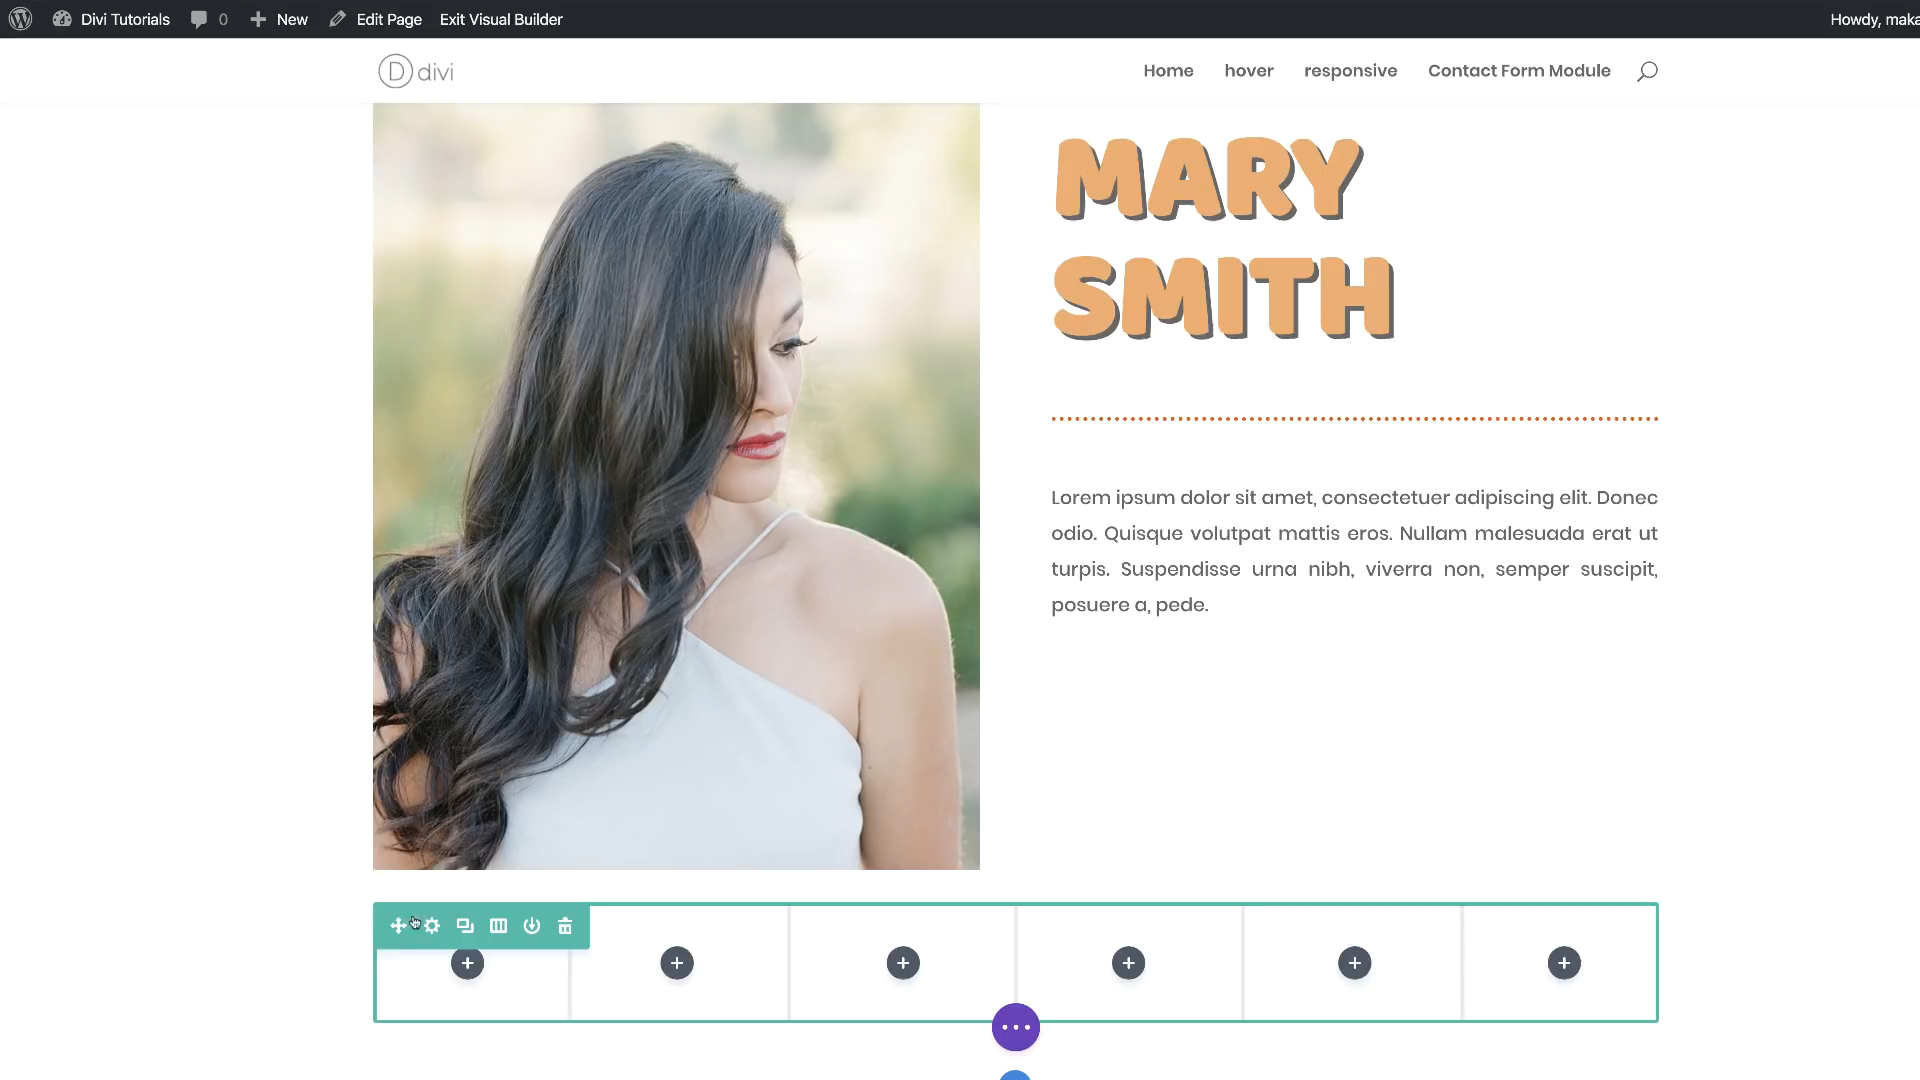 Divi Tutorials
0
New
Edit Page
Exit Visual Builder
Howdy, maka
D divi
Home
hover
responsive
Contact Form Module
MARY
SMITH
Lorem ipsum dolor sit amet, consectetuer adipiscing elit. Donec
odio. Quisque volutpat mattis eros. Nullam malesuada erat ut
turpis. Suspendisse urna nibh, viverra non, semper suscipit,
posuere a, pede.